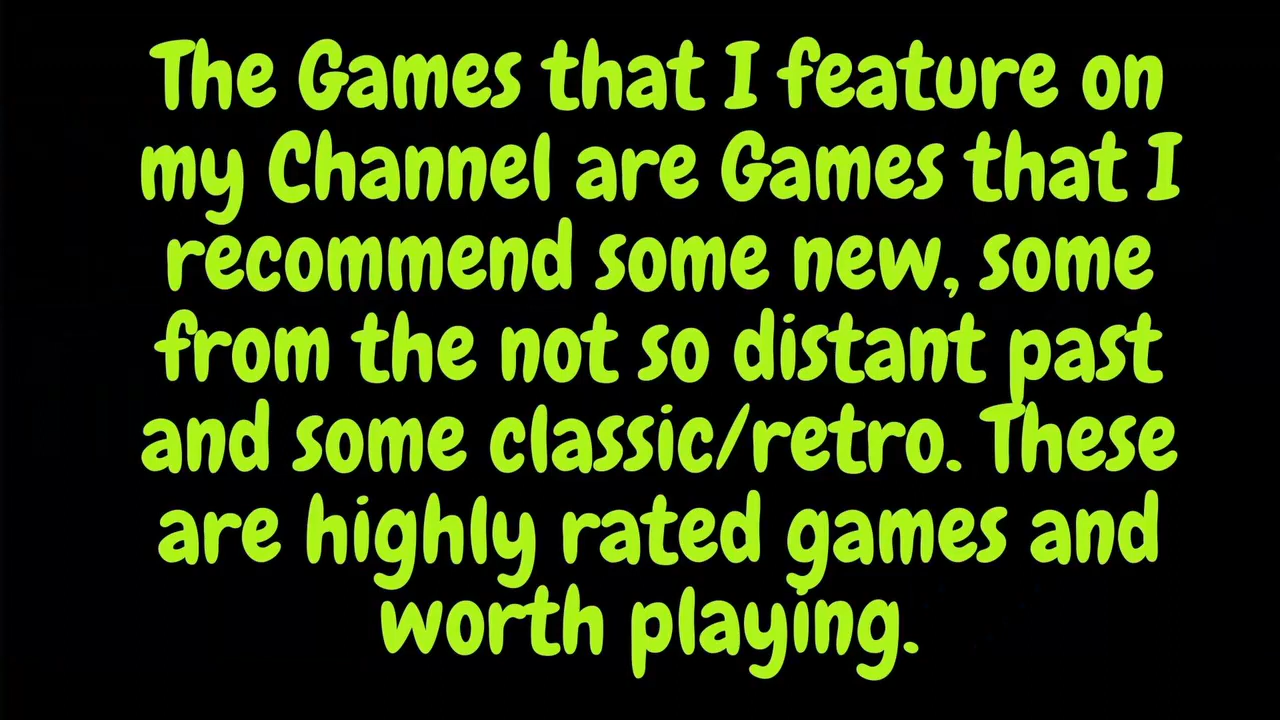 The Games that I feature on
my Channel are Games that I
recommend some new, some
from the not so distant past
and some classic/retro. These
are highly rated games and
worth playing.